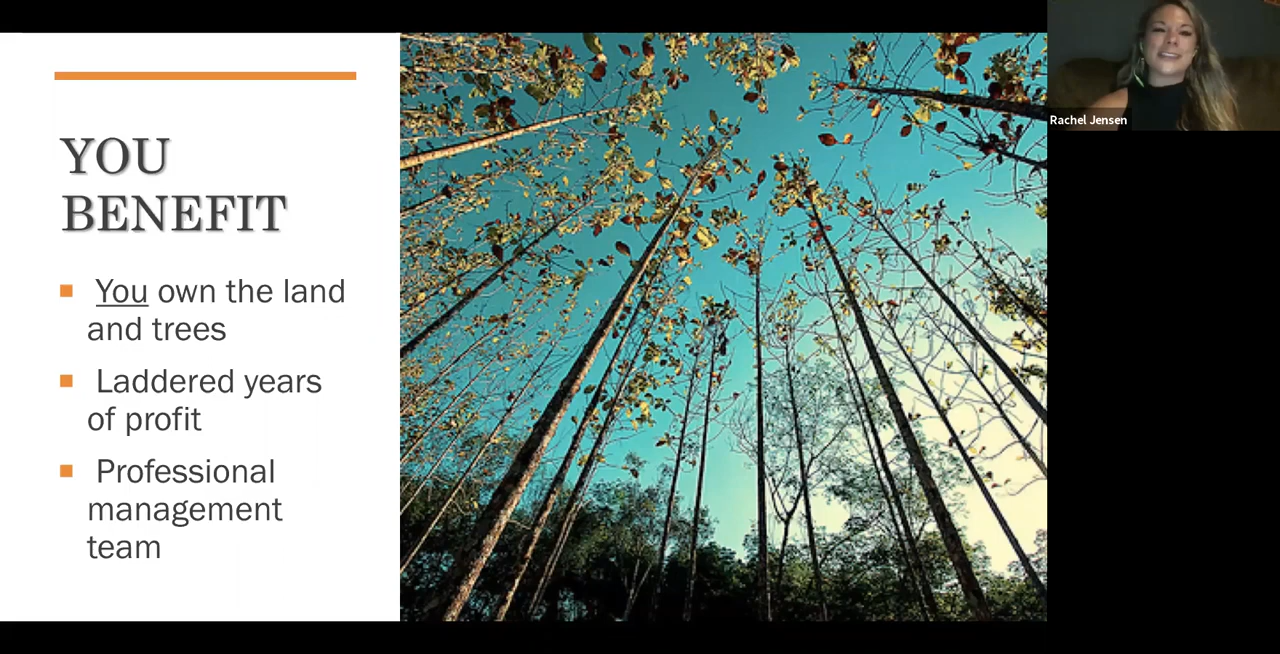 YOU
BENEFIT
You own the land
and trees
Laddered years
of profit
Professional
management
team
Rachel Jensen